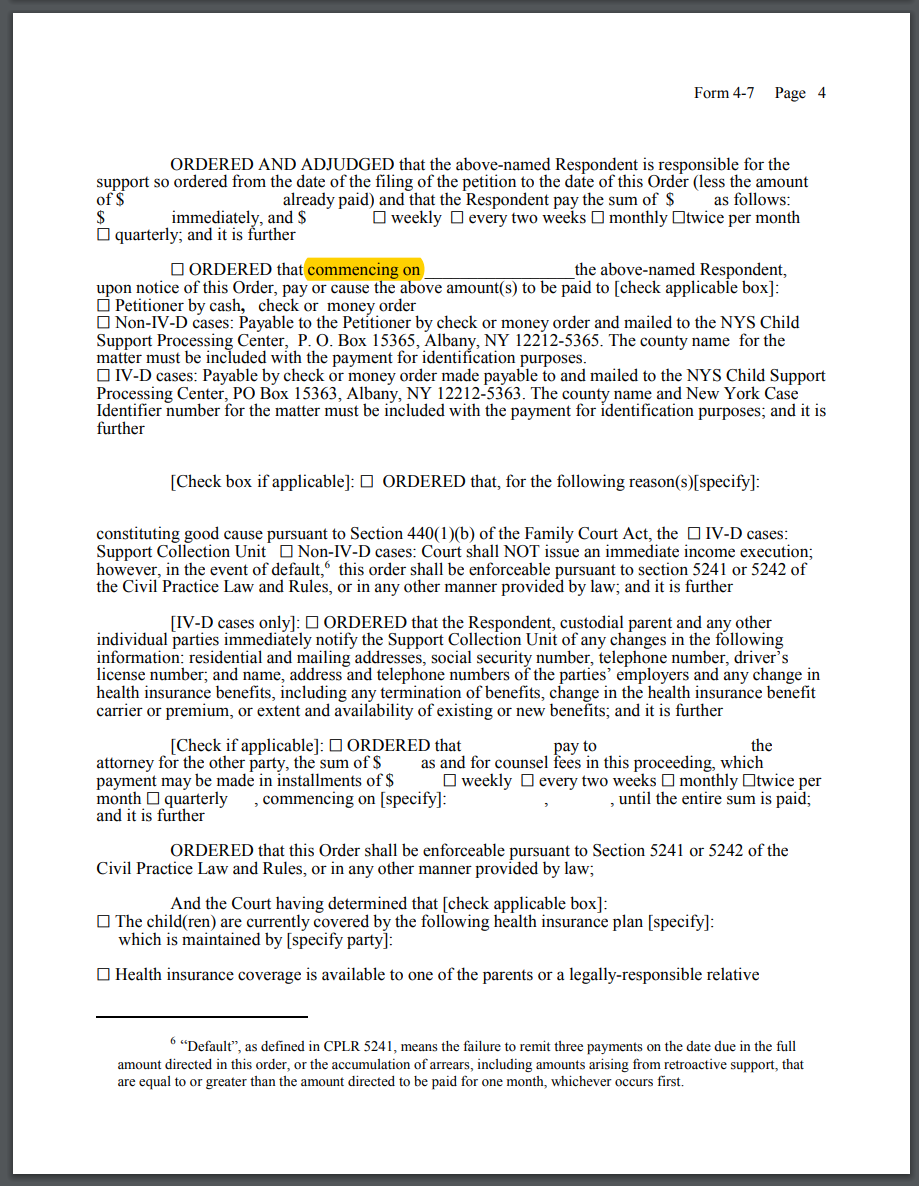 Form 4-7 Page 4
ORDERED AND ADJUDGED that the above-named Respondent is responsible for the
support so ordered from the date of the filing of the petition to the date of this Order (less the amount
of $ already paid) and that the Respondent pay the sum of $ as follows:
$ immediately, and $ ☐ weekly ☐ every two weeks ☐ monthly ☐twice per month
☐ quarterly; and it is further
☐ ORDERED that commencing on _________________the above-named Respondent,
upon notice of this Order, pay or cause the above amount(s) to be paid to [check applicable box]:
☐ Petitioner by cash, check or money order
☐ Non-IV-D cases: Payable to the Petitioner by check or money order and mailed to the NYS Child
Support Processing Center, P. O. Box 15365, Albany, NY 12212-5365. The county name for the
matter must be included with the payment for identification purposes.
☐ IV-D cases: Payable by check or money order made payable to and mailed to the NYS Child Support
Processing Center, PO Box 15363, Albany, NY 12212-5363. The county name and New York Case
Identifier number for the matter must be included with the payment for identification purposes; and it is
further
[Check box if applicable]: ☐ ORDERED that, for the following reason(s)[specify]:
constituting good cause pursuant to Section 440(1)(b) of the Family Court Act, the ☐ IV-D cases:
Support Collection Unit ☐ Non-IV-D cases: Court shall NOT issue an immediate income execution;
however, in the event of default,⁶ this order shall be enforceable pursuant to section 5241 or 5242 of
the Civil Practice Law and Rules, or in any other manner provided by law; and it is further
[IV-D cases only]: ☐ ORDERED that the Respondent, custodial parent and any other
individual parties immediately notify the Support Collection Unit of any changes in the following
information: residential and mailing addresses, social security number, telephone number, driver’s
license number; and name, address and telephone numbers of the parties’ employers and any change in
health insurance benefits, including any termination of benefits, change in the health insurance benefit
carrier or premium, or extent and availability of existing or new benefits; and it is further
[Check if applicable]: ☐ ORDERED that pay to the
attorney for the other party, the sum of $ as and for counsel fees in this proceeding, which
payment may be made in installments of $ ☐ weekly ☐ every two weeks ☐ monthly ☐twice per
month ☐ quarterly , commencing on [specify]: , , until the entire sum is paid;
and it is further
ORDERED that this Order shall be enforceable pursuant to Section 5241 or 5242 of the
Civil Practice Law and Rules, or in any other manner provided by law;
And the Court having determined that [check applicable box]:
☐ The child(ren) are currently covered by the following health insurance plan [specify]:
which is maintained by [specify party]:
☐ Health insurance coverage is available to one of the parents or a legally-responsible relative
⁶ “Default”, as defined in CPLR 5241, means the failure to remit three payments on the date due in the full
amount directed in this order, or the accumulation of arrears, including amounts arising from retroactive support, that
are equal to or greater than the amount directed to be paid for one month, whichever occurs first.